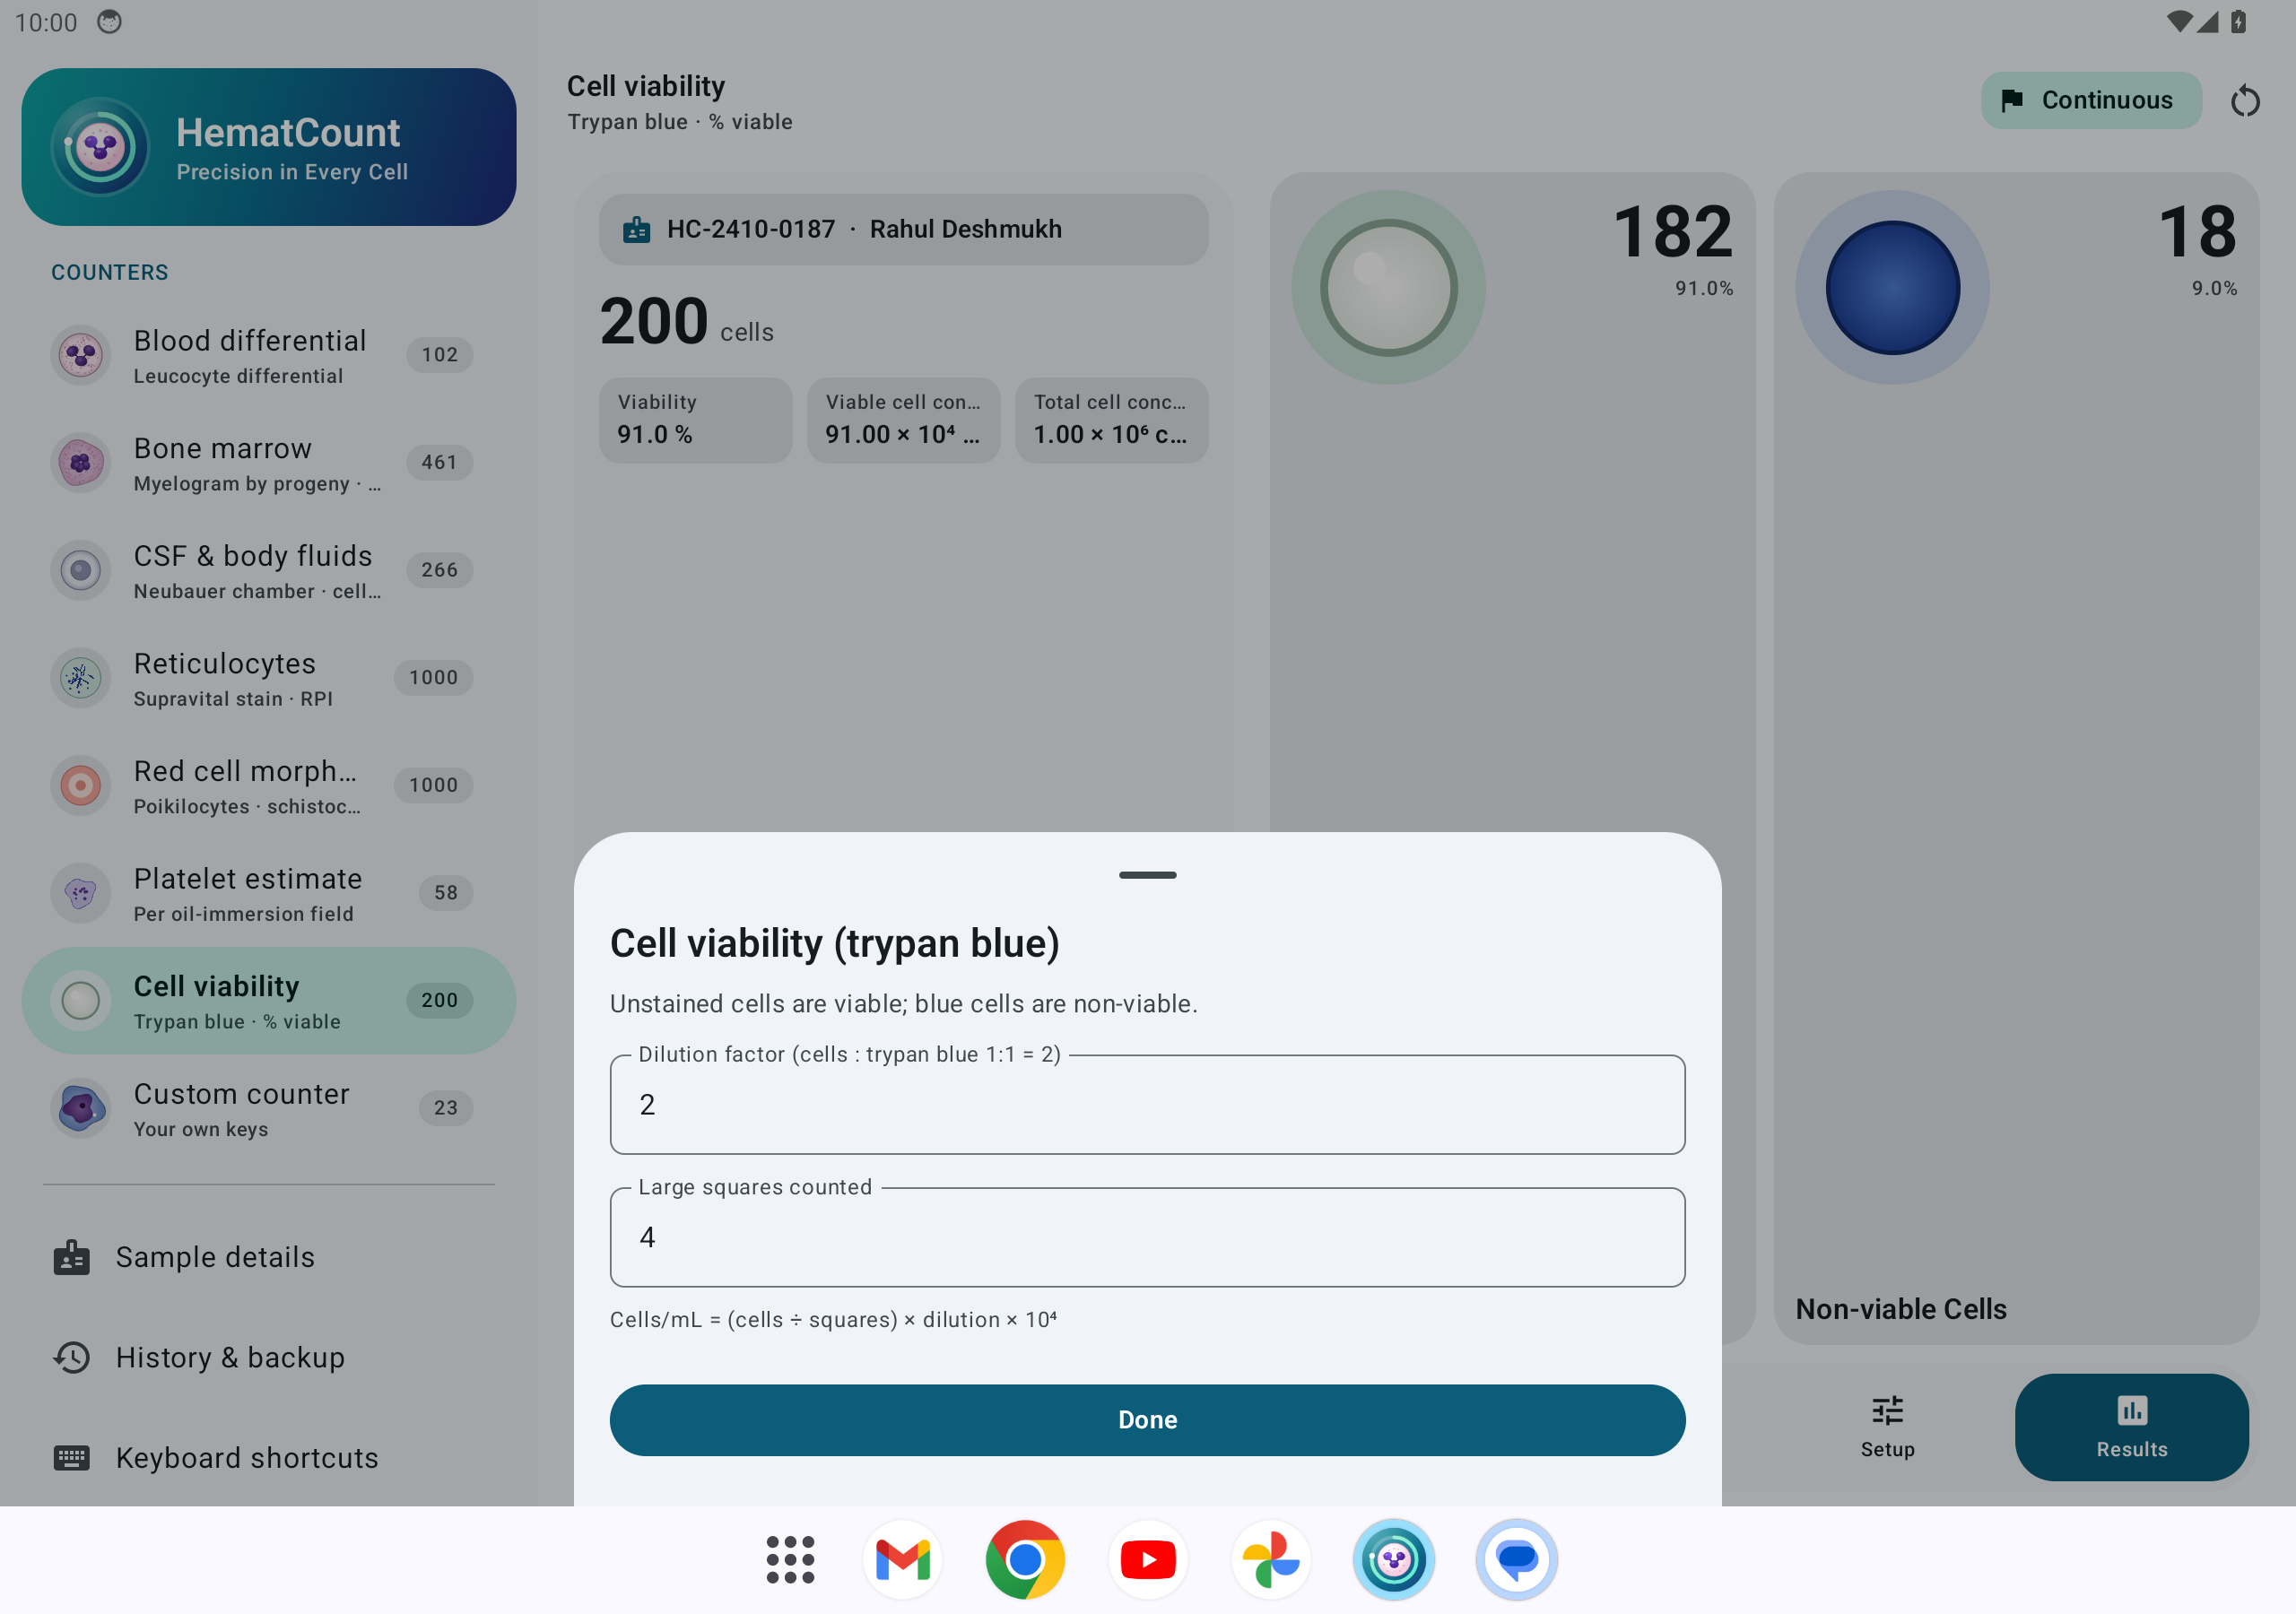 10:00
HematCount
Precision in Every Cell
COUNTERS
Blood differential
Leucocyte differential
102
Bone marrow
Myelogram by progeny · …
461
CSF & body fluids
Neubauer chamber · cell…
266
Reticulocytes
Supravital stain · RPI
1000
Red cell morph…
Poikilocytes · schistoc…
1000
Platelet estimate
Per oil-immersion field
58
Cell viability
Trypan blue · % viable
200
Custom counter
Your own keys
23
Sample details
History & backup
Keyboard shortcuts
Cell viability
Trypan blue · % viable
Continuous
HC-2410-0187 · Rahul Deshmukh
200 cells
Viability
91.0 %
Viable cell con…
91.00 × 10⁴ …
Total cell conc…
1.00 × 10⁶ c…
182
91.0%
18
9.0%
Non-viable Cells
Cell viability (trypan blue)
Unstained cells are viable; blue cells are non-viable.
Dilution factor (cells : trypan blue 1:1 = 2)
2
Large squares counted
4
Cells/mL = (cells ÷ squares) × dilution × 10⁴
Done
Setup
Results